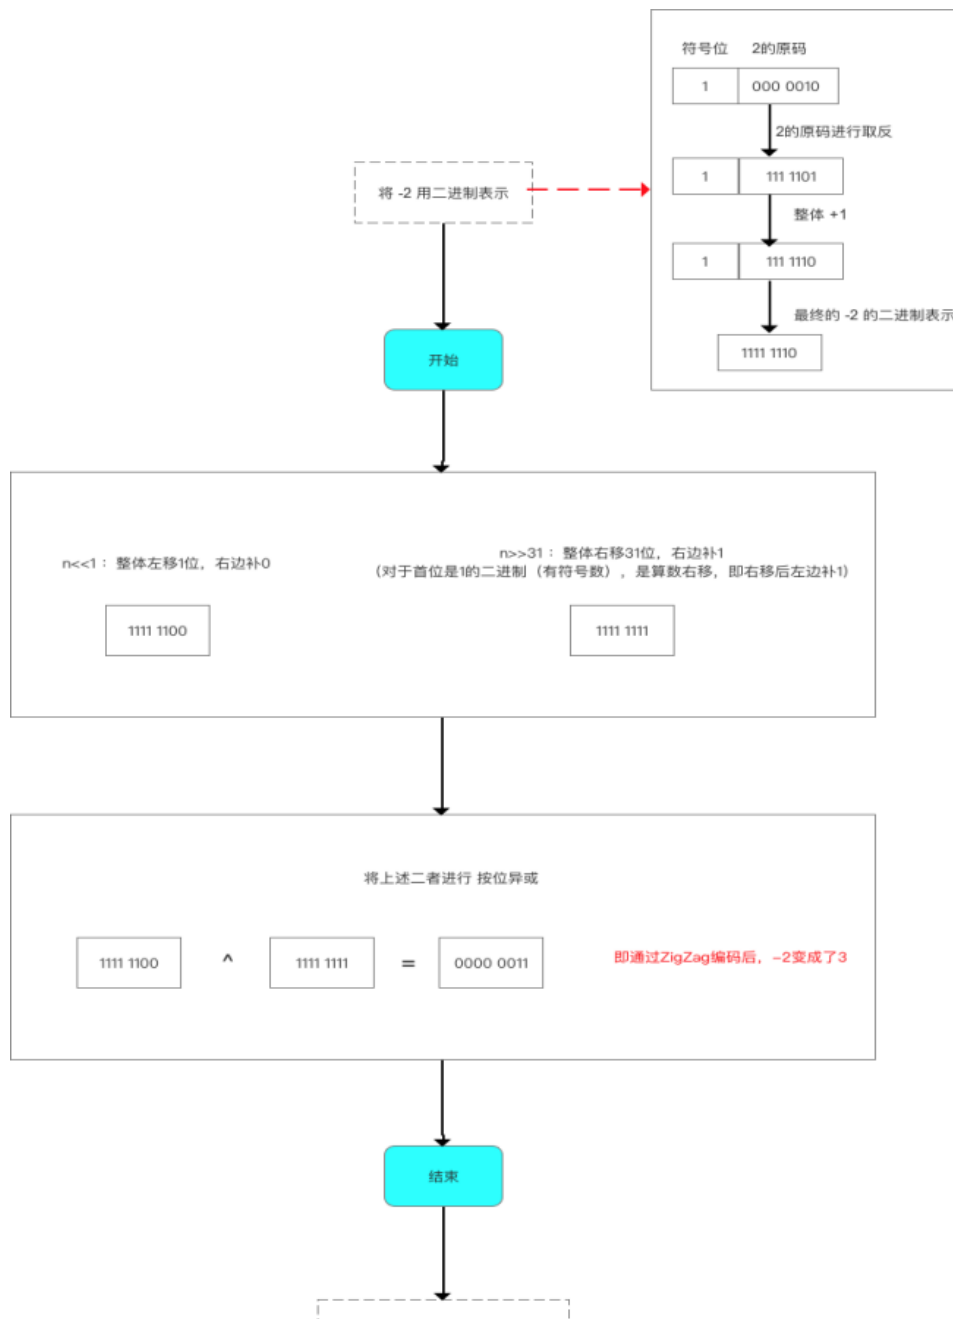 符号位 2的原码
1 000 0010
2的原码进行取反
将 -2 用二进制表示
1 111 1101
整体 +1
1 111 1110
最终的 -2 的二进制表示
1111 1110
开始
n<<1： 整体左移1位，右边补0
n>>31： 整体右移31位，右边补1
（对于首位是1的二进制（有符号数），是算数右移，即右移后左边补1）
1111 1100
1111 1111
将上述二者进行 按位异或
1111 1100 ^ 1111 1111 = 0000 0011
即通过ZigZag编码后，-2变成了3
结束